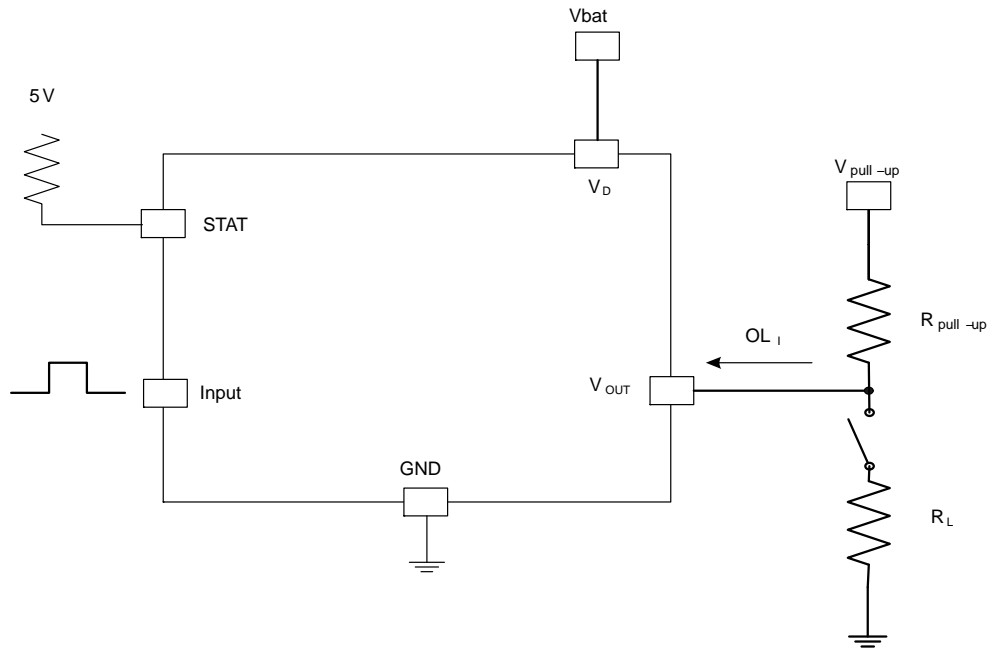 Vbat
5V
V D
V pull-up
STAT
R pull-up
OL I
Input
V OUT
GND
R L